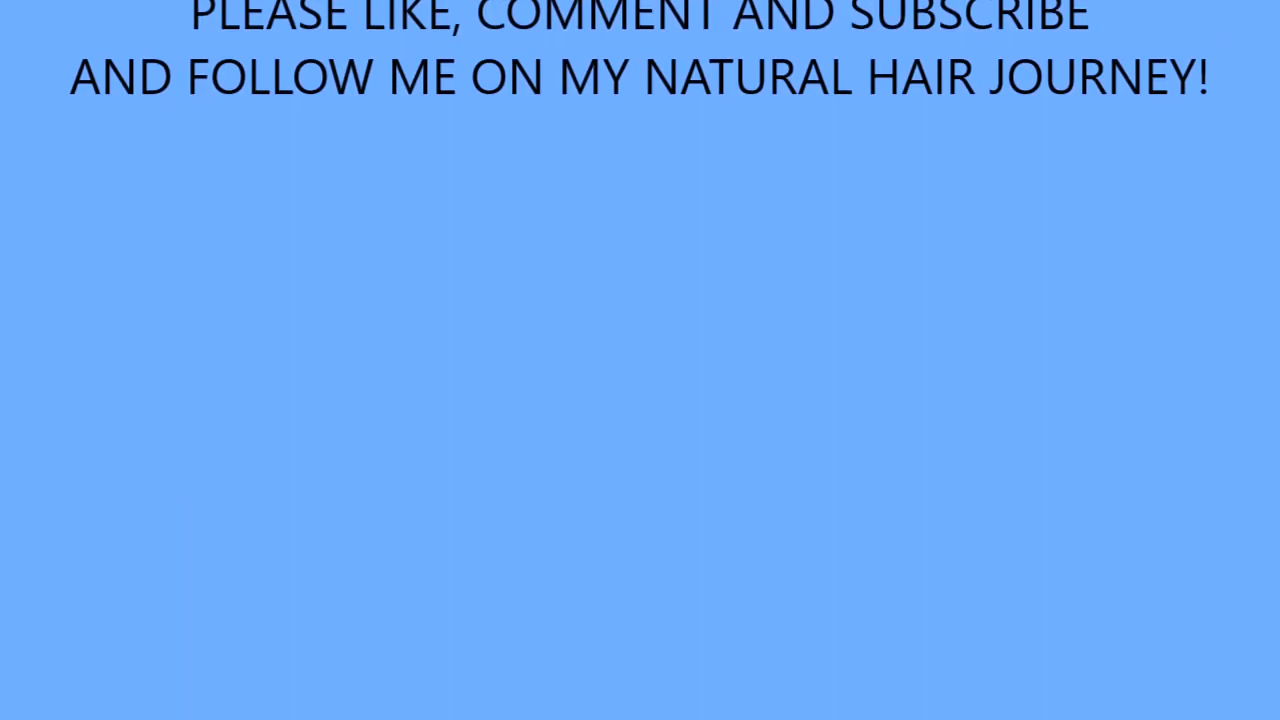 PLEASE LIKE, COMMENT AND SUBSCRIBE
AND FOLLOW ME ON MY NATURAL HAIR JOURNEY!